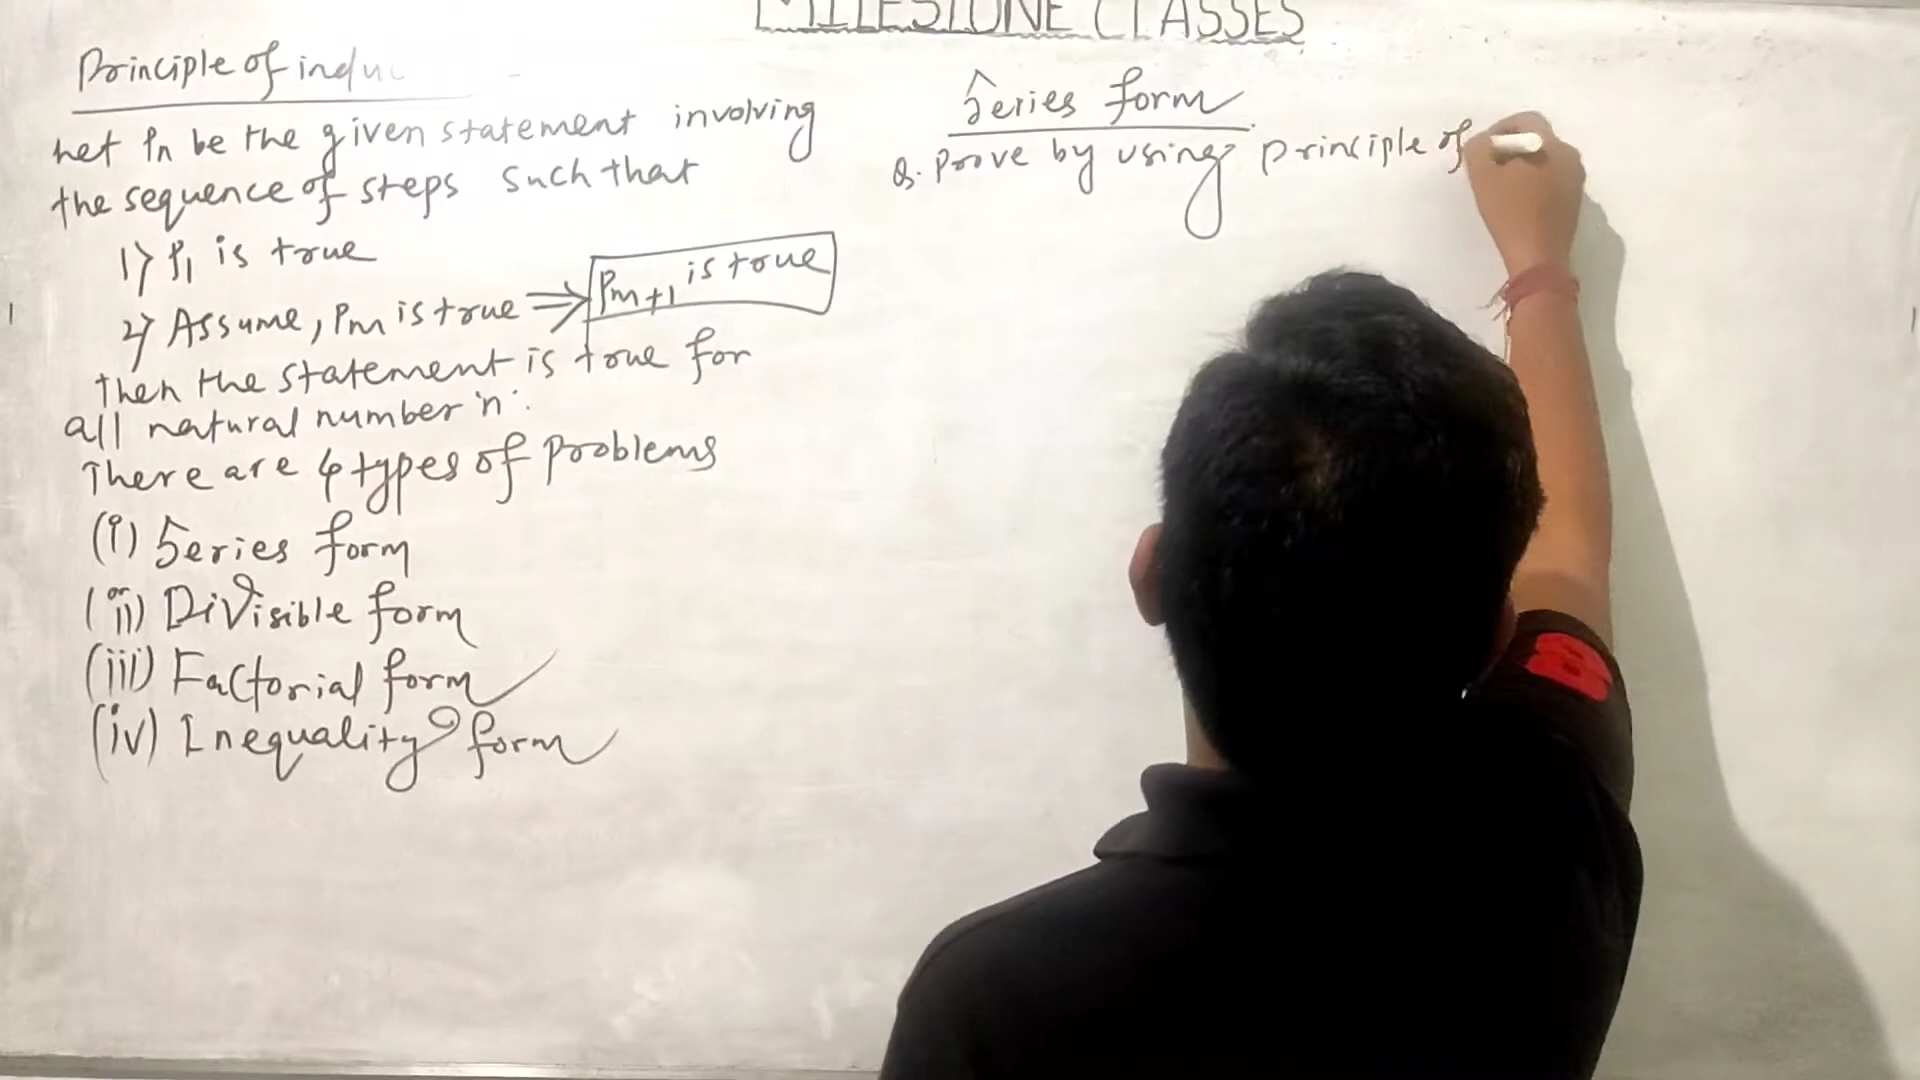 MILESTONE CLASSES
Principle of indu
Let Pn be the given statement involving
the sequence of steps such that
1) P1 is true
2) Assume, Pm is true ⇒ Pm+1 is true
then the statement is true for
all natural number 'n'.
There are 4 types of problems
(i) Series form
(ii) Divisible form
(iii) Factorial form
(iv) Inequality form
Series form
Q. Prove by using principle of